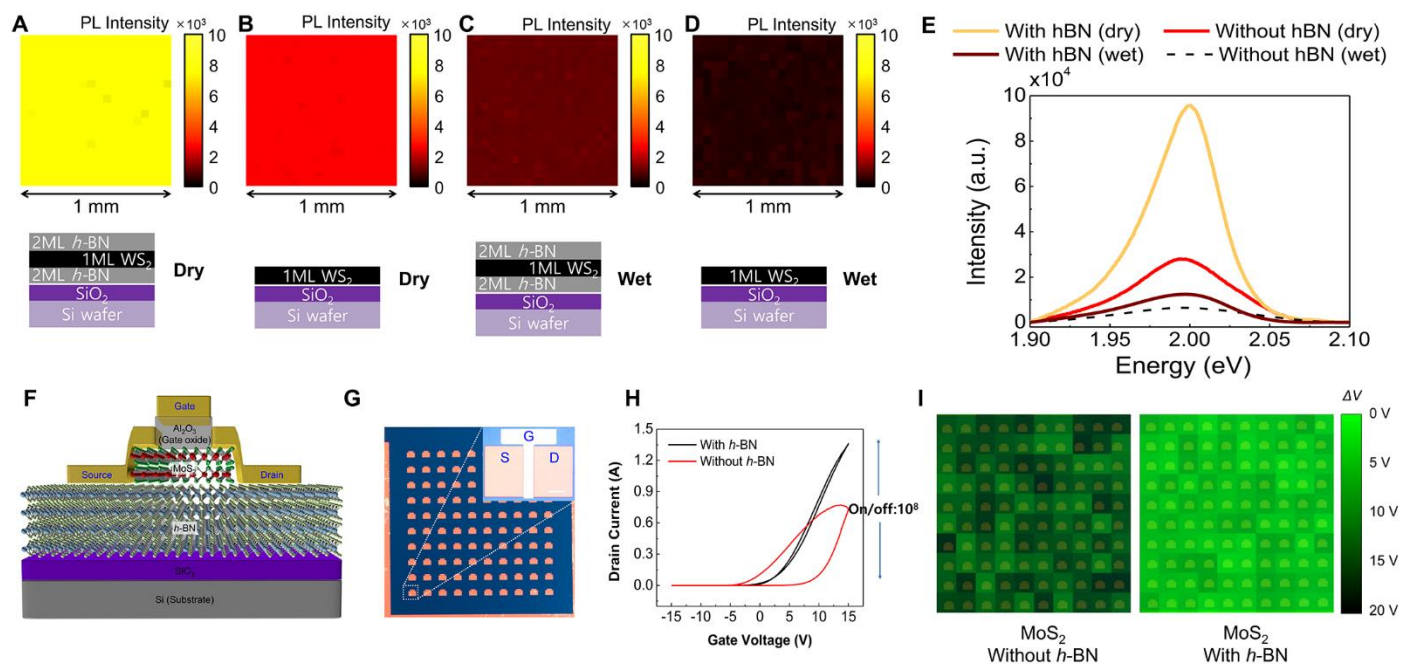 A
PL Intensity
×10³
10
8
6
4
2
0
1 mm
2ML h-BN
1ML WS₂
2ML h-BN
SiO₂
Si wafer
Dry
B
PL Intensity
×10³
10
8
6
4
2
0
1 mm
1ML WS₂
SiO₂
Si wafer
Dry
C
PL Intensity
×10³
10
8
6
4
2
0
1 mm
2ML h-BN
1ML WS₂
2ML h-BN
SiO₂
Si wafer
Wet
D
PL Intensity
×10³
10
8
6
4
2
0
1 mm
1ML WS₂
SiO₂
Si wafer
Wet
E
With hBN (dry)
Without hBN (dry)
With hBN (wet)
Without hBN (wet)
×10⁴
10
8
6
4
2
0
Intensity (a.u.)
1.90 1.95 2.00 2.05 2.10
Energy (eV)
F
Gate
Al₂O₃
(Gate oxide)
MoS₂
Source
Drain
h-BN
SiO₂
Si (Substrate)
G
G
S D
H
With h-BN
Without h-BN
1.5
1.2
0.9
0.6
0.3
0.0
Drain Current (A)
On/off:10⁸
-15 -10 -5 0 5 10 15
Gate Voltage (V)
I
ΔV
0 V
5 V
10 V
15 V
20 V
MoS₂
Without h-BN
MoS₂
With h-BN